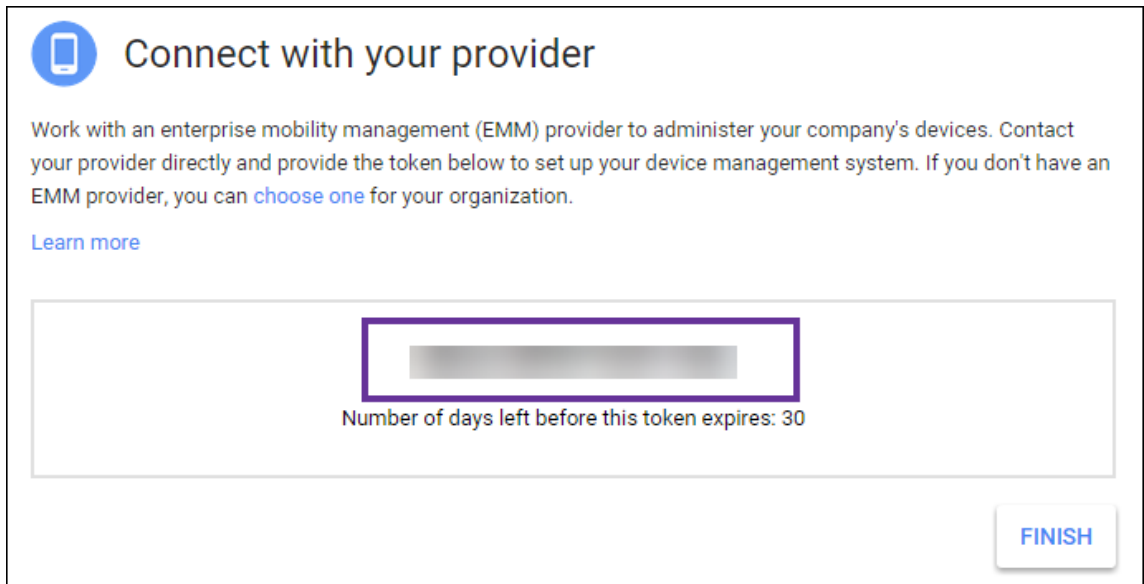 Connect with your provider
Work with an enterprise mobility management (EMM) provider to administer your company's devices. Contact
your provider directly and provide the token below to set up your device management system. If you don't have an
EMM provider, you can choose one for your organization.
Learn more
Number of days left before this token expires: 30
FINISH